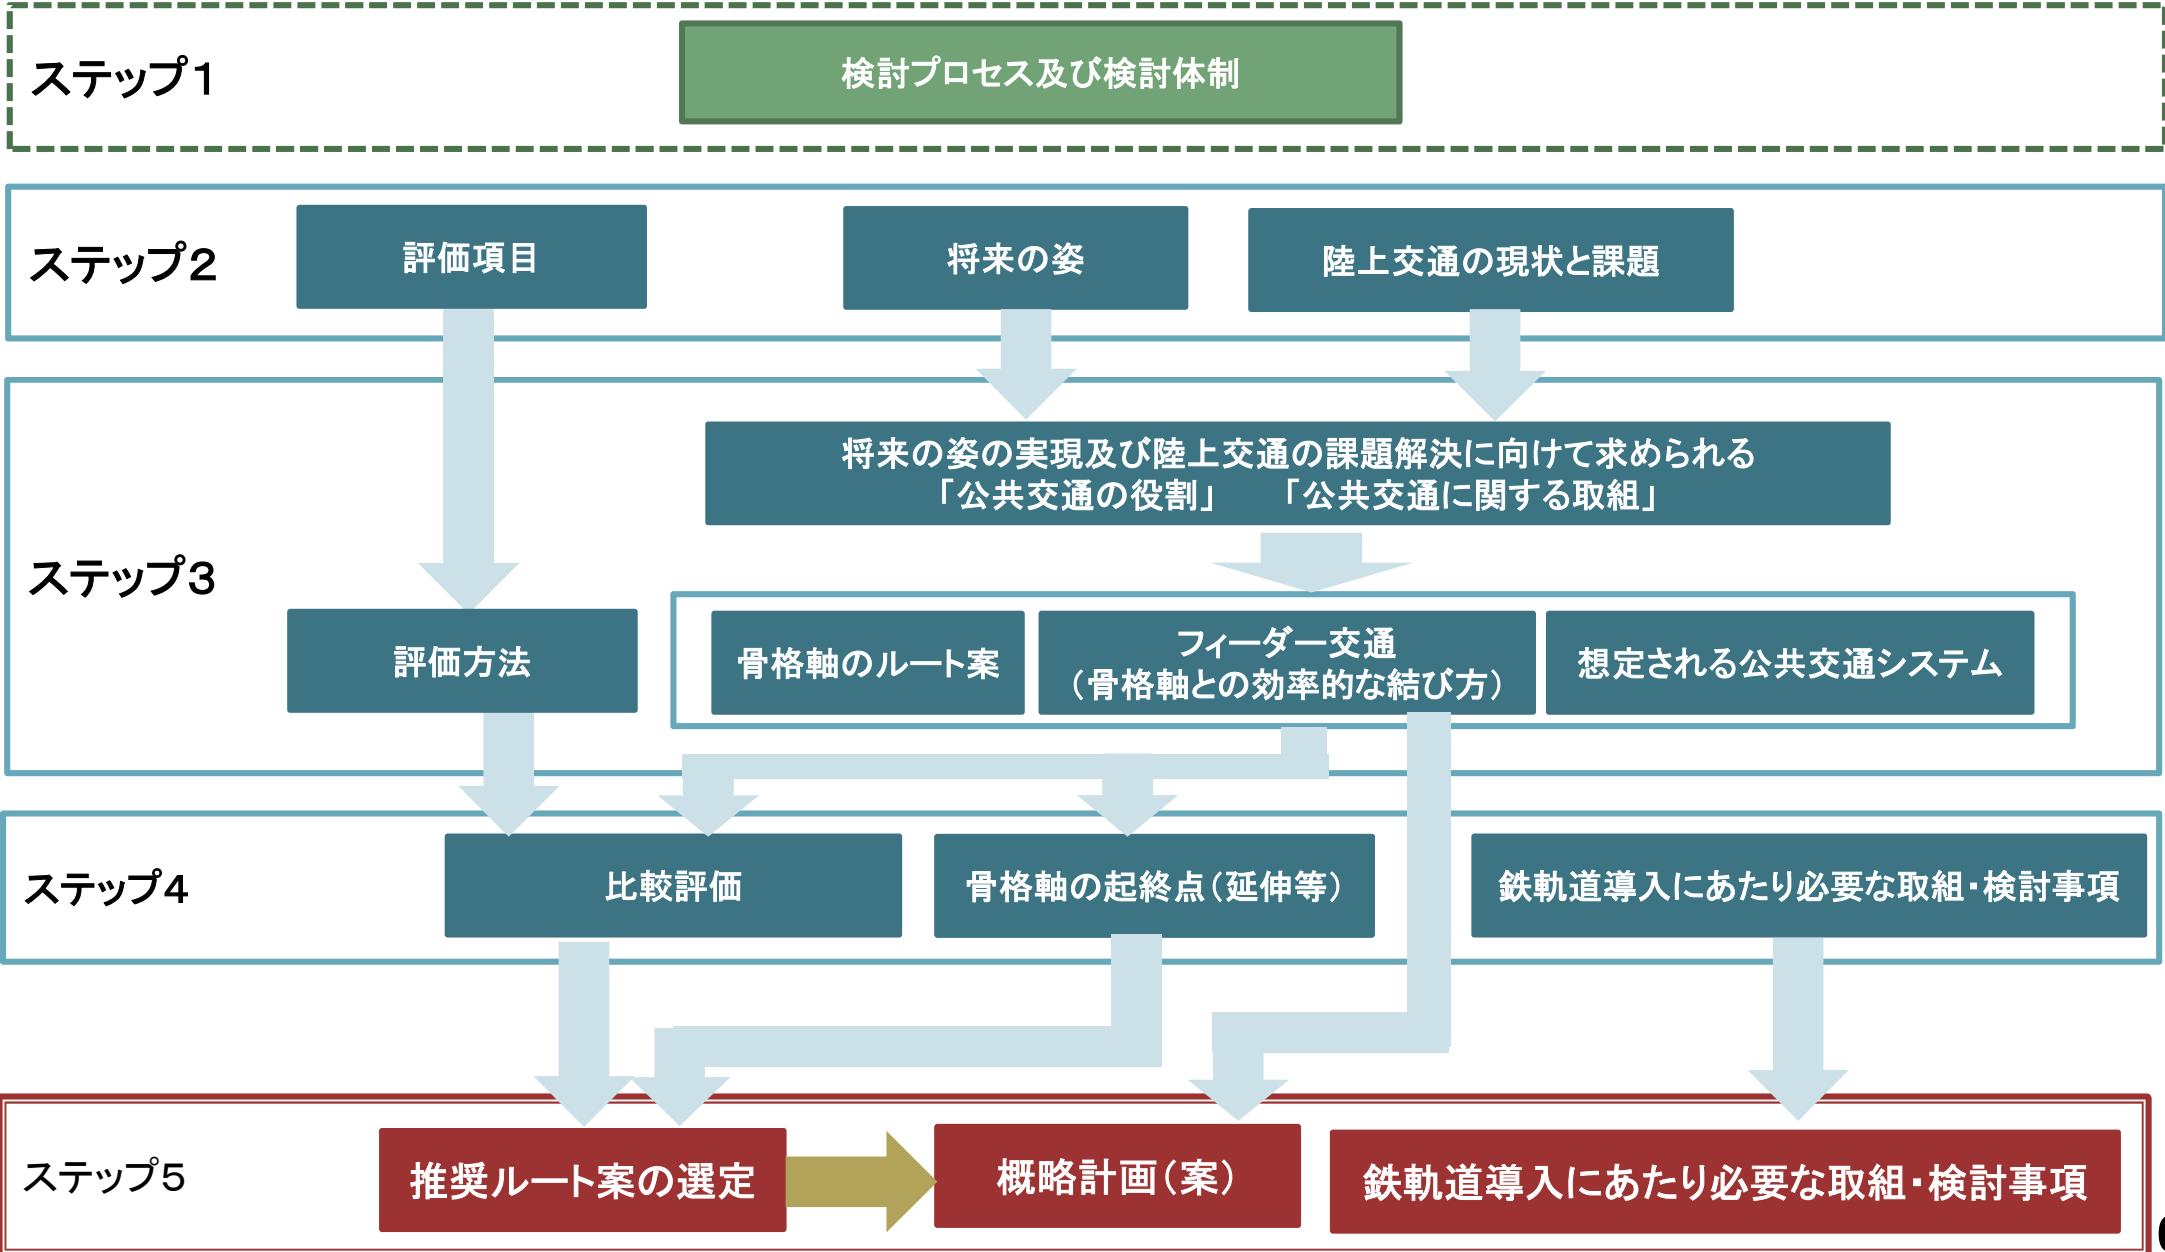 ステップ１
検討プロセス及び検討体制
ステップ２
評価項目
将来の姿
陸上交通の現状と課題
ステップ３
将来の姿の実現及び陸上交通の課題解決に向けて求められる
「公共交通の役割」　「公共交通に関する取組」
評価方法
骨格軸のルート案
フィーダー交通
（骨格軸との効率的な結び方）
想定される公共交通システム
ステップ４
比較評価
骨格軸の起終点（延伸等）
鉄軌道導入にあたり必要な取組・検討事項
ステップ５
推奨ルート案の選定
概略計画（案）
鉄軌道導入にあたり必要な取組・検討事項